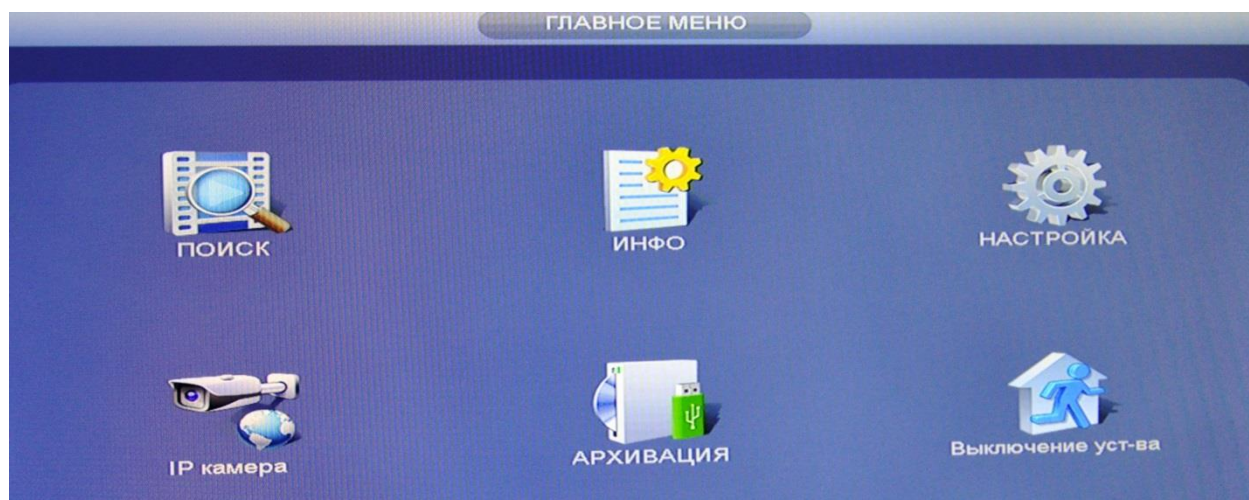 ГЛАВНОЕ МЕНЮ
ПОИСК
ИНФО
НАСТРОЙКА
IP камера
АРХИВАЦИЯ
Выключение уст-ва